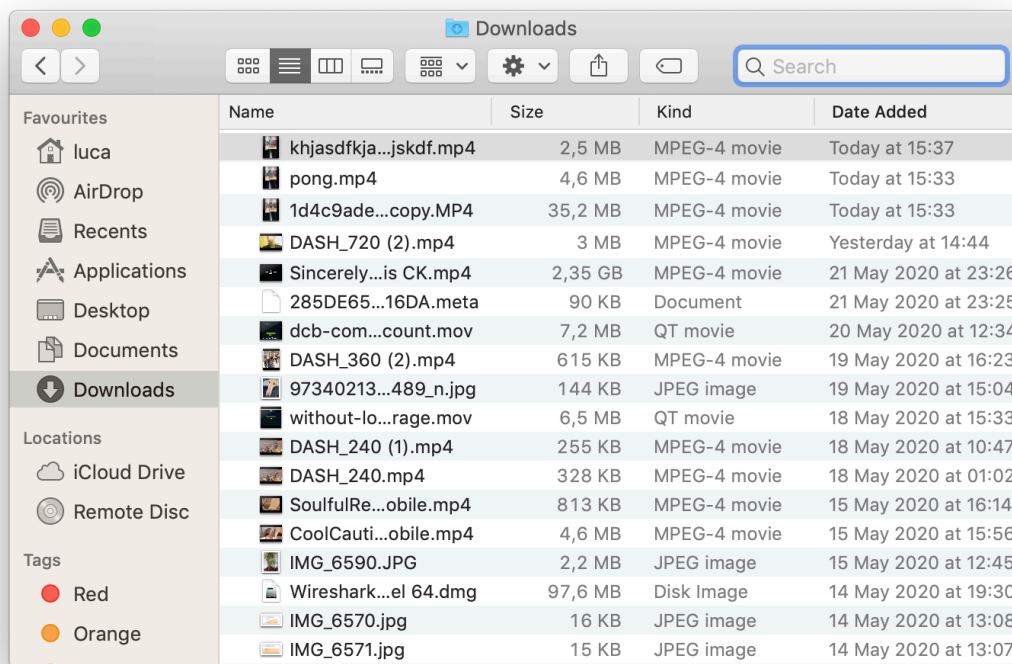 Downloads
Search
Favourites
luca
AirDrop
Recents
Applications
Desktop
Documents
Downloads
Locations
iCloud Drive
Remote Disc
Tags
Red
Orange
Name Size Kind Date Added
khjasdfkja...jskdf.mp4 2,5 MB MPEG-4 movie Today at 15:37
pong.mp4 4,6 MB MPEG-4 movie Today at 15:33
1d4c9ade...copy.MP4 35,2 MB MPEG-4 movie Today at 15:33
DASH_720 (2).mp4 3 MB MPEG-4 movie Yesterday at 14:44
Sincerely...is CK.mp4 2,35 GB MPEG-4 movie 21 May 2020 at 23:26
285DE65...16DA.meta 90 KB Document 21 May 2020 at 23:25
dcb-com...count.mov 7,2 MB QT movie 20 May 2020 at 12:34
DASH_360 (2).mp4 615 KB MPEG-4 movie 19 May 2020 at 16:23
97340213...489_n.jpg 144 KB JPEG image 19 May 2020 at 15:04
without-lo...rage.mov 6,5 MB QT movie 18 May 2020 at 15:33
DASH_240 (1).mp4 255 KB MPEG-4 movie 18 May 2020 at 10:47
DASH_240.mp4 328 KB MPEG-4 movie 18 May 2020 at 01:02
SoulfulRe...obile.mp4 813 KB MPEG-4 movie 15 May 2020 at 16:14
CoolCauti...obile.mp4 4,6 MB MPEG-4 movie 15 May 2020 at 15:56
IMG_6590.JPG 2,2 MB JPEG image 15 May 2020 at 12:45
Wireshark...el 64.dmg 97,6 MB Disk Image 14 May 2020 at 19:30
IMG_6570.jpg 16 KB JPEG image 14 May 2020 at 13:08
IMG_6571.jpg 15 KB JPEG image 14 May 2020 at 13:07